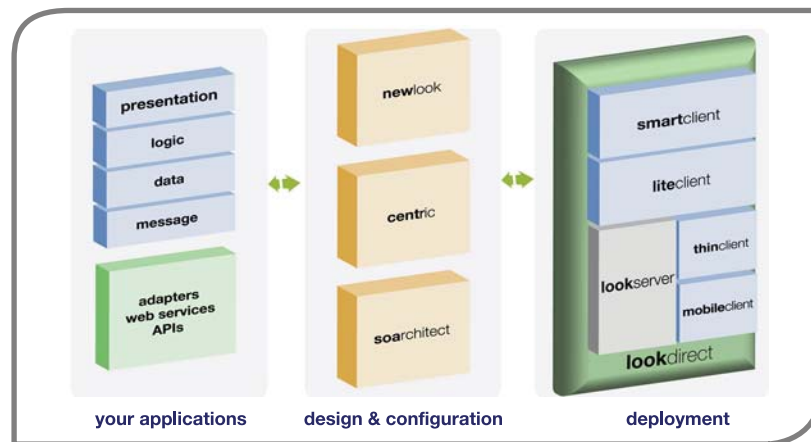 presentation
logic
data
message
adapters
web services
APIs
your applications
newlook
centric
soarchitect
design & configuration
smartclient
liteclient
lookserver
thinclient
mobileclient
lookdirect
deployment